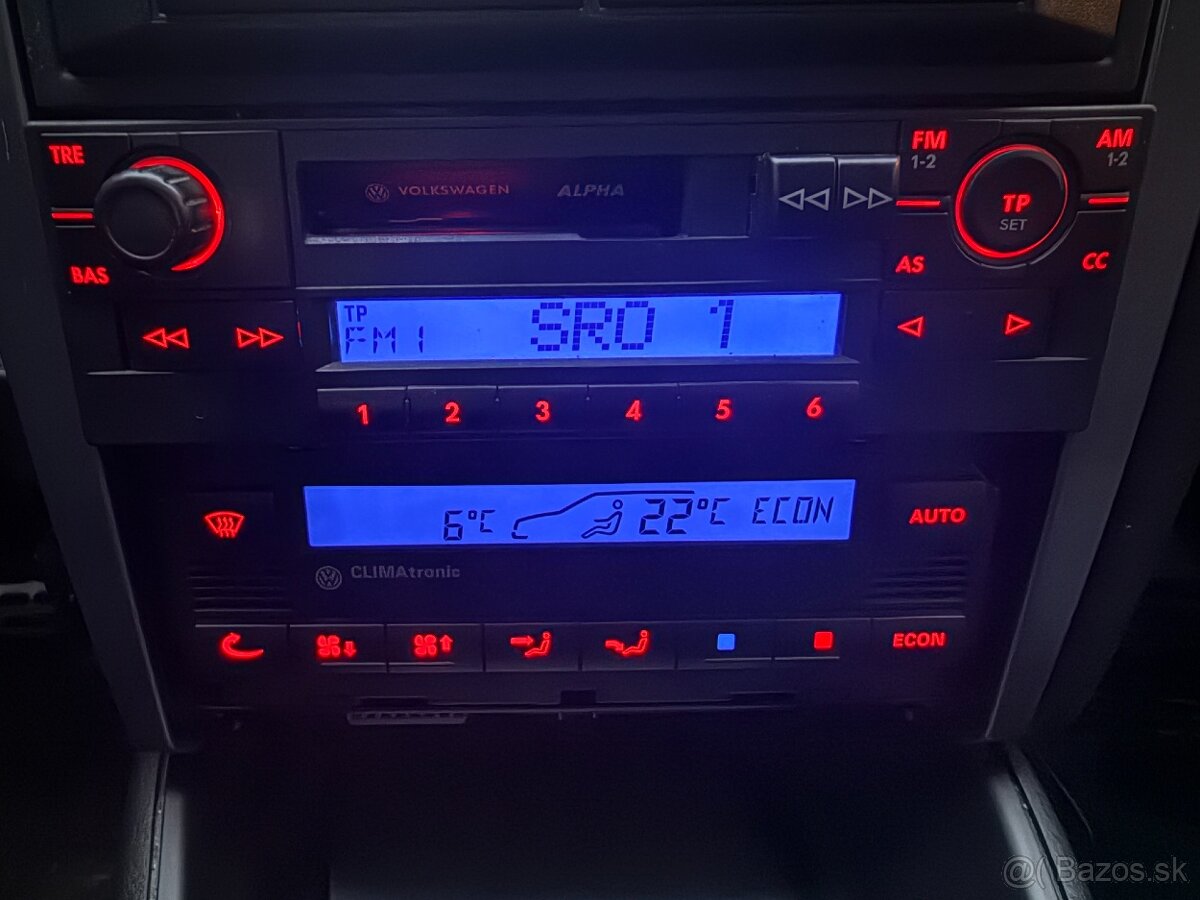 TRE
BAS
VOLKSWAGEN ALPHA
FM
1-2
AM
1-2
TP
SET
AS
CC
TP
FM1 SRO 1
1 2 3 4 5 6
6°C 22°C ECON
AUTO
CLIMAtronic
ECON
@( Bazos.sk